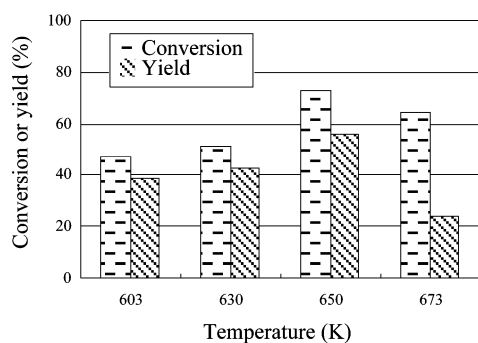 100
80
60
40
20
0
Conversion or yield (%)
Conversion
Yield
603 630 650 673
Temperature (K)